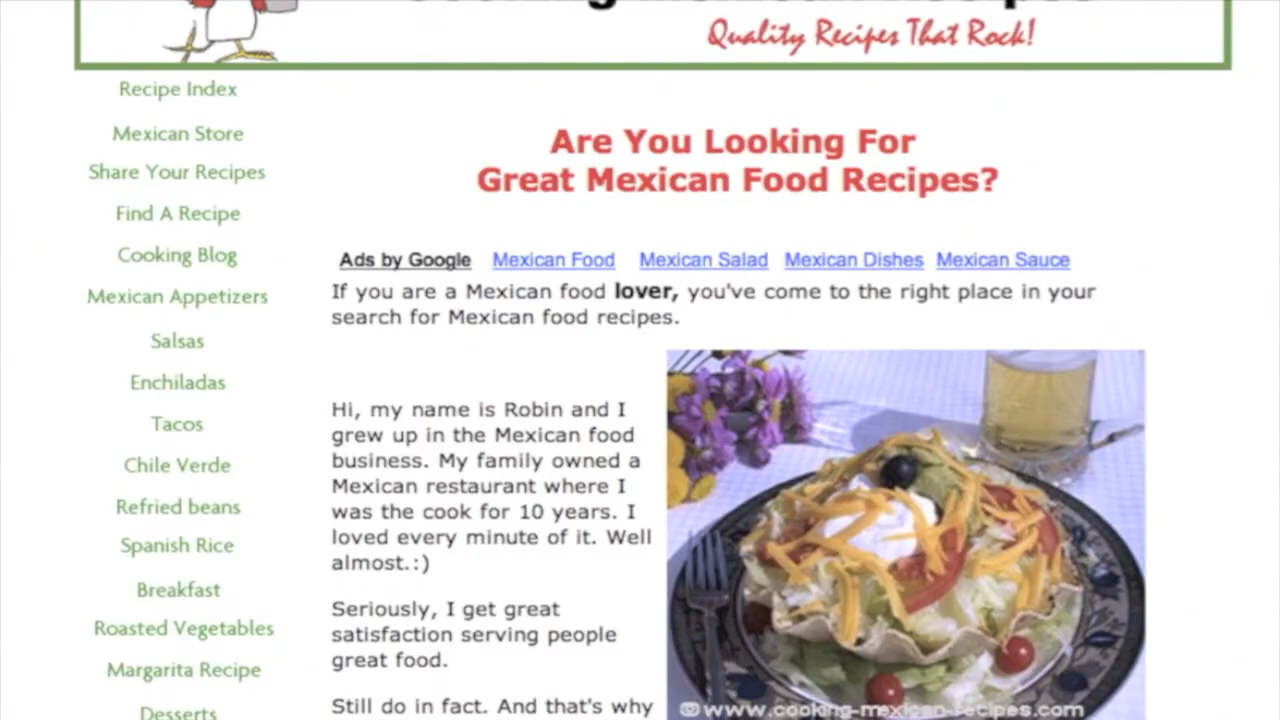 Quality Recipes That Rock!
Recipe Index
Mexican Store
Share Your Recipes
Find A Recipe
Cooking Blog
Mexican Appetizers
Salsas
Enchiladas
Tacos
Chile Verde
Refried beans
Spanish Rice
Breakfast
Roasted Vegetables
Margarita Recipe
Desserts
Are You Looking For
Great Mexican Food Recipes?
Ads by Google Mexican Food Mexican Salad Mexican Dishes Mexican Sauce
If you are a Mexican food lover, you've come to the right place in your
search for Mexican food recipes.
Hi, my name is Robin and I
grew up in the Mexican food
business. My family owned a
Mexican restaurant where I
was the cook for 10 years. I
loved every minute of it. Well
almost.:)
Seriously, I get great
satisfaction serving people
great food.
Still do in fact. And that's why
© www.cooking-mexican-recipes.com